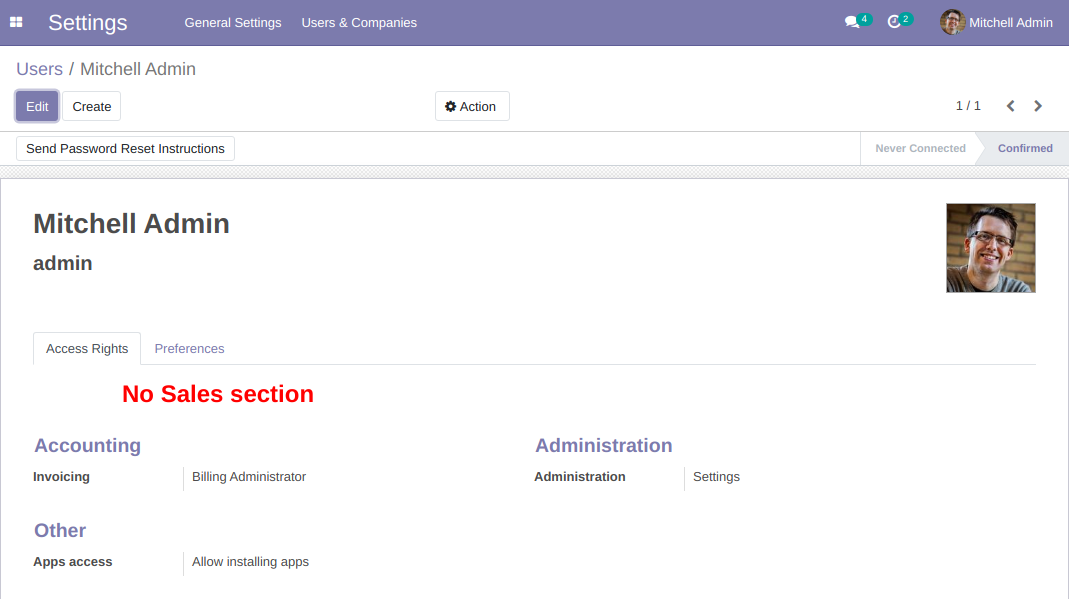 Settings General Settings Users & Companies 4 2 Mitchell Admin
Users / Mitchell Admin
Edit Create Action 1 / 1
Send Password Reset Instructions Never Connected Confirmed
Mitchell Admin
admin
Access Rights Preferences
No Sales section
Accounting Administration
Invoicing Billing Administrator Administration Settings
Other
Apps access Allow installing apps